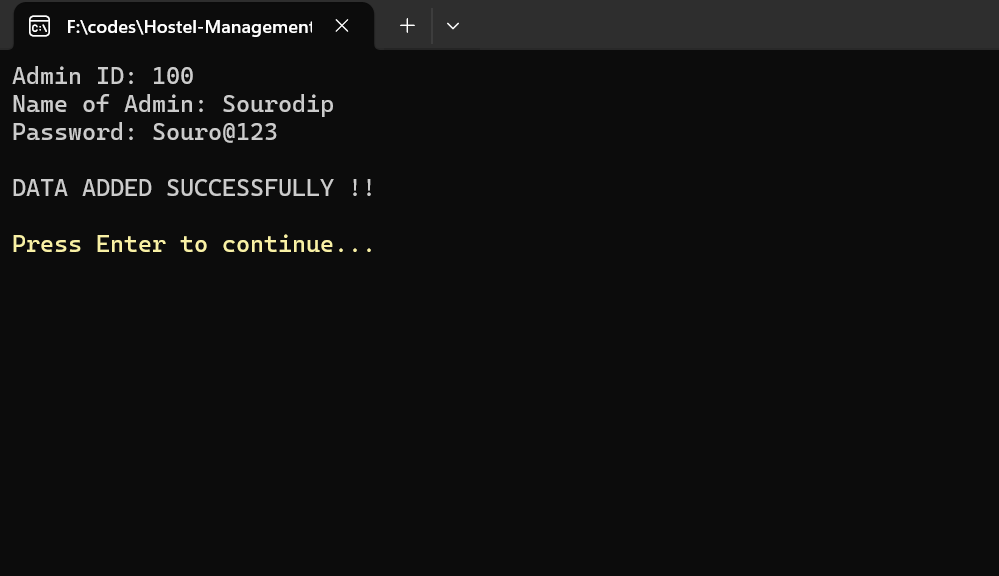 F:\codes\Hostel-Management
Admin ID: 100
Name of Admin: Sourodip
Password: Souro@123
DATA ADDED SUCCESSFULLY !!
Press Enter to continue...